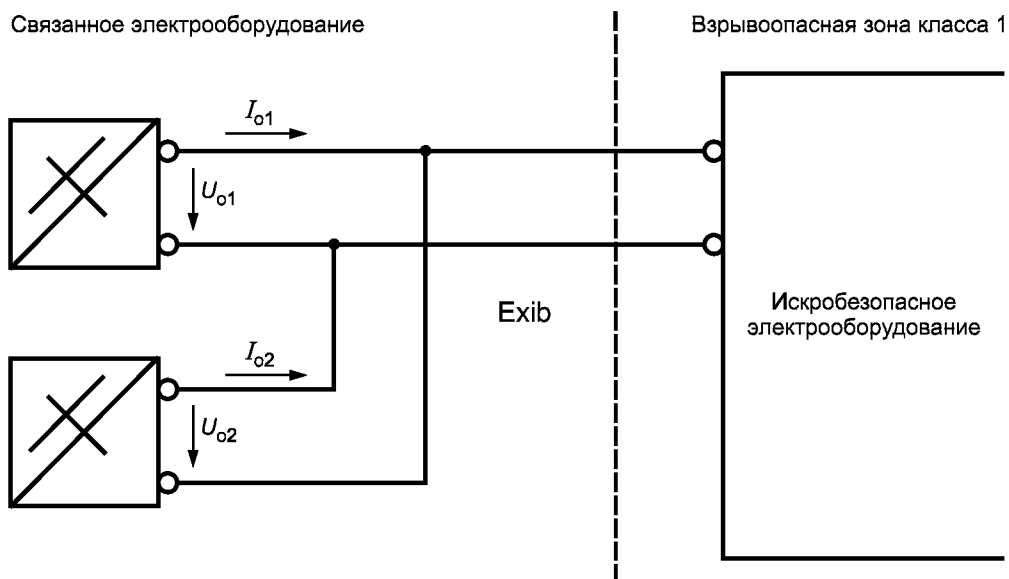 Связанное электрооборудование
Взрывоопасная зона класса 1
Io1
Uo1
Exib
Искробезопасное
электрооборудование
Io2
Uo2